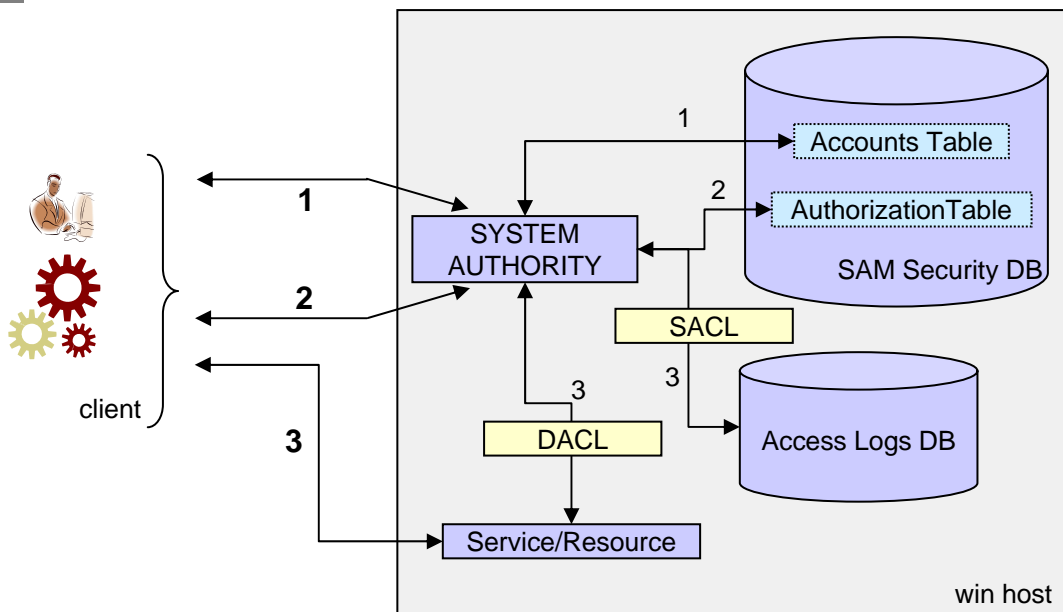 1
Accounts Table
1
2
AuthorizationTable
SYSTEM
AUTHORITY
SAM Security DB
2
SACL
3
3
client
3
DACL
Access Logs DB
Service/Resource
win host